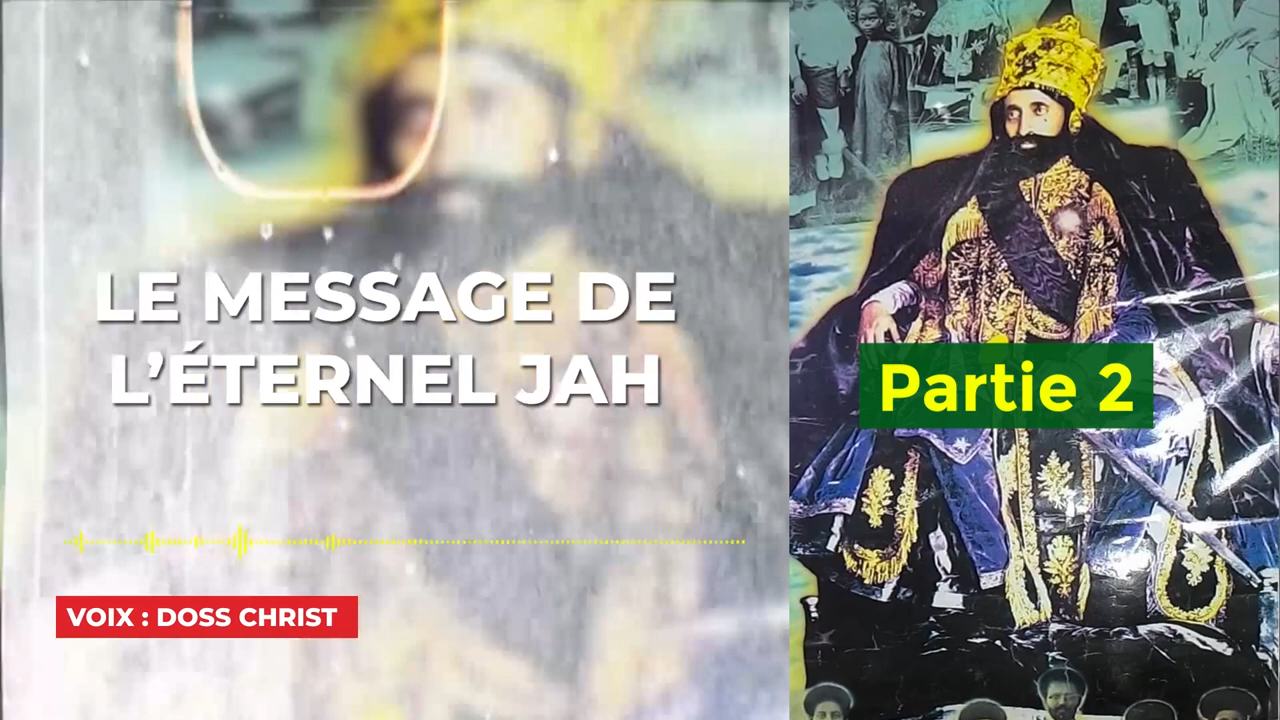 LE MESSAGE DE
L’ÉTERNEL JAH
Partie 2
VOIX : DOSS CHRIST